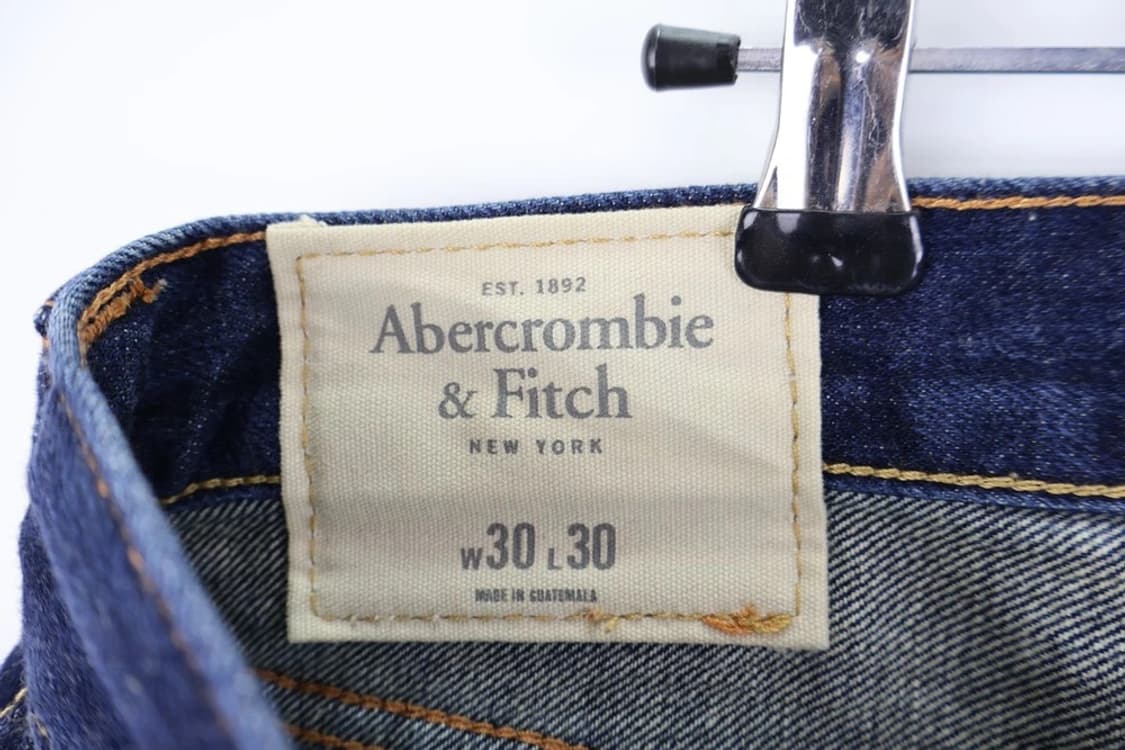 EST. 1892
Abercrombie
& Fitch
NEW YORK
W30 L30
MADE IN GUATEMALA